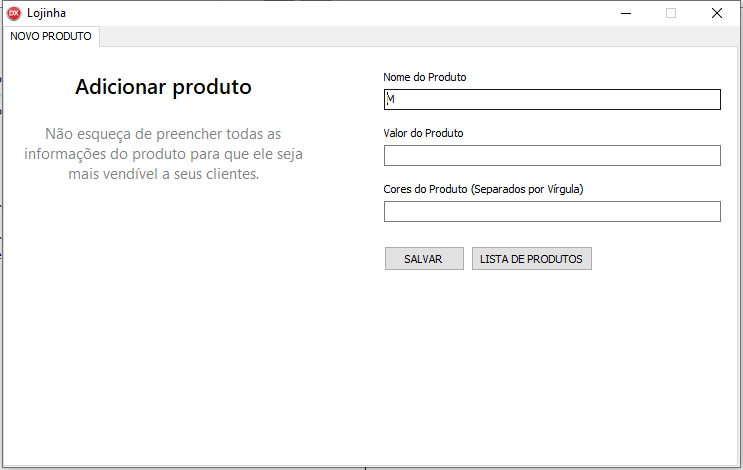 DX Lojinha
NOVO PRODUTO
Adicionar produto
Não esqueça de preencher todas as
informações do produto para que ele seja
mais vendível a seus clientes.
Nome do Produto
M
Valor do Produto
Cores do Produto (Separados por Vírgula)
SALVAR LISTA DE PRODUTOS